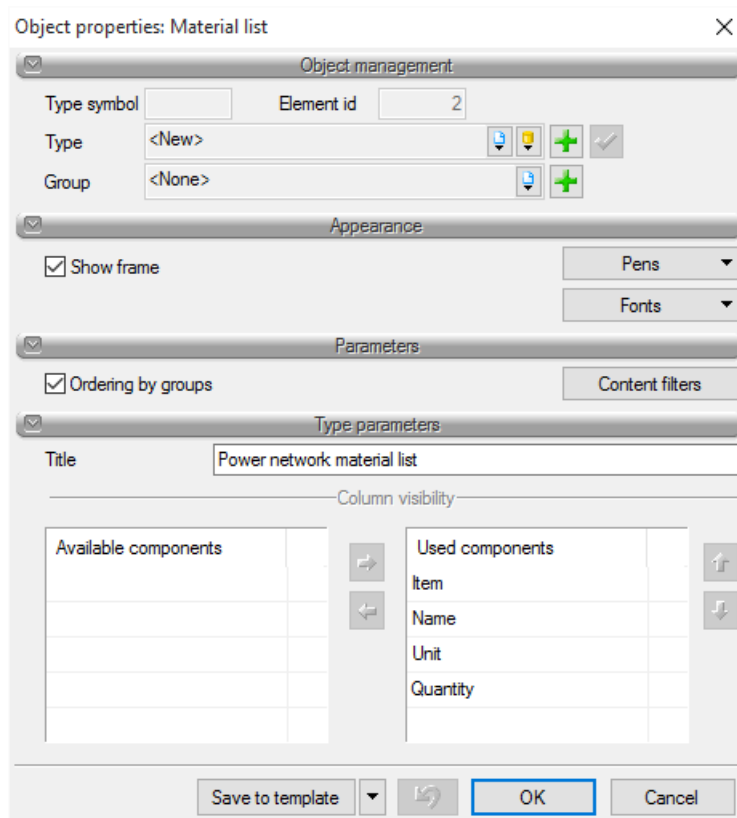 Object properties: Material list
Object management
Type symbol Element id 2
Type <New>
Group <None>
Appearance
Show frame Pens
Fonts
Parameters
Ordering by groups Content filters
Type parameters
Title Power network material list
Column visibility
Available components Used components
Item
Name
Unit
Quantity
Save to template OK Cancel